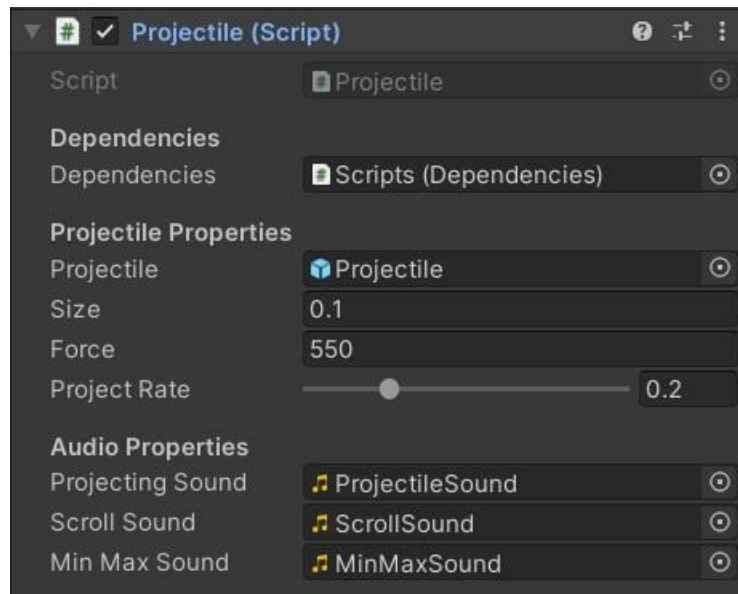 Projectile (Script)
Script Projectile
Dependencies
Dependencies Scripts (Dependencies)
Projectile Properties
Projectile Projectile
Size 0.1
Force 550
Project Rate 0.2
Audio Properties
Projecting Sound ProjectileSound
Scroll Sound ScrollSound
Min Max Sound MinMaxSound